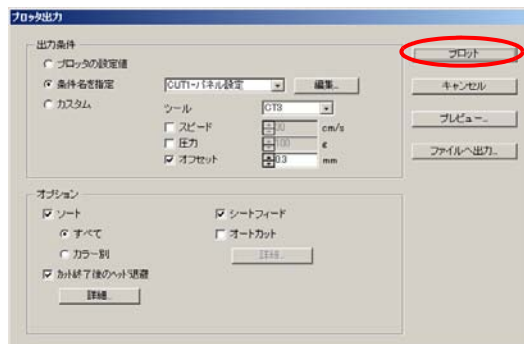 プロッタ出力
出力条件
プロッタの設定値
条件名を指定
CUT1-パネル設定
編集...
カスタム
ツール
CT3
スピード
30
cm/s
圧力
100
g
オフセット
0.3
mm
プロット
キャンセル
プレビュー...
ファイルへ出力...
オプション
ソート
すべて
カラー別
カット終了後のヘッド退避
詳細...
シートフィード
オートカット
詳細...